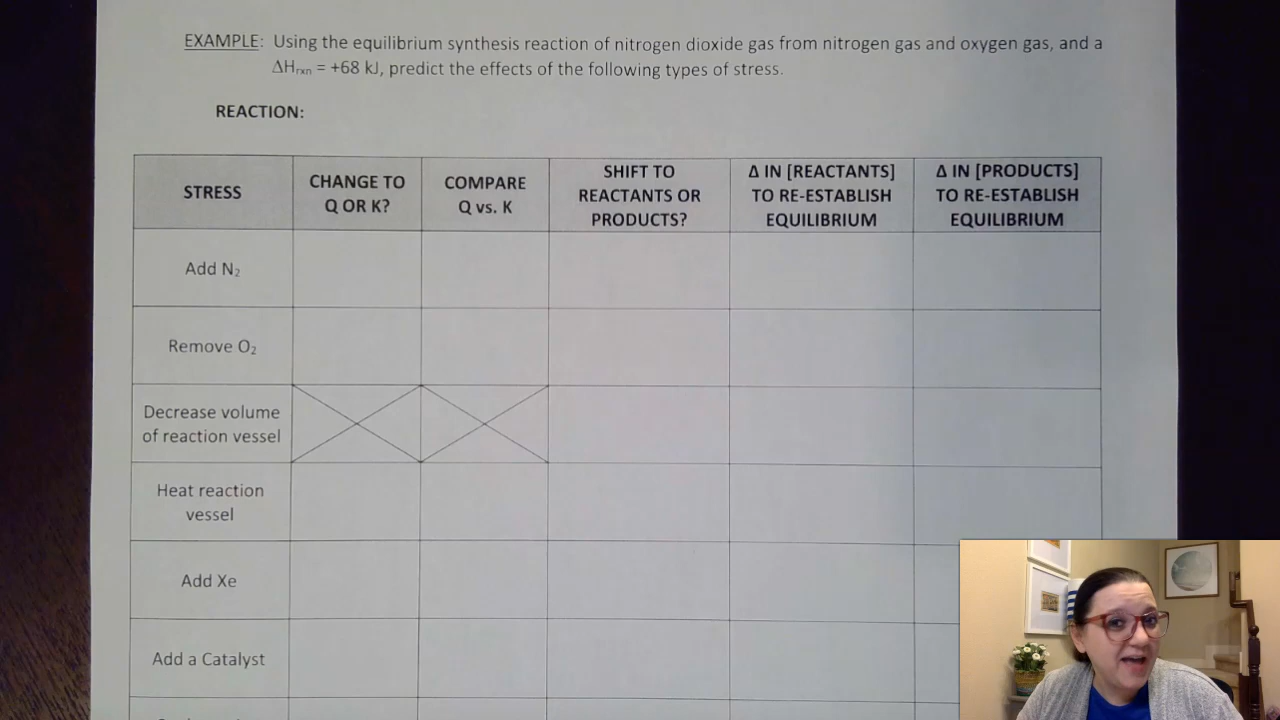 EXAMPLE: Using the equilibrium synthesis reaction of nitrogen dioxide gas from nitrogen gas and oxygen gas, and a
ΔHrxn = +68 kJ, predict the effects of the following types of stress.
REACTION:
STRESS
CHANGE TO
Q OR K?
COMPARE
Q vs. K
SHIFT TO
REACTANTS OR
PRODUCTS?
Δ IN [REACTANTS]
TO RE-ESTABLISH
EQUILIBRIUM
Δ IN [PRODUCTS]
TO RE-ESTABLISH
EQUILIBRIUM
Add N₂
Remove O₂
Decrease volume
of reaction vessel
Heat reaction
vessel
Add Xe
Add a Catalyst